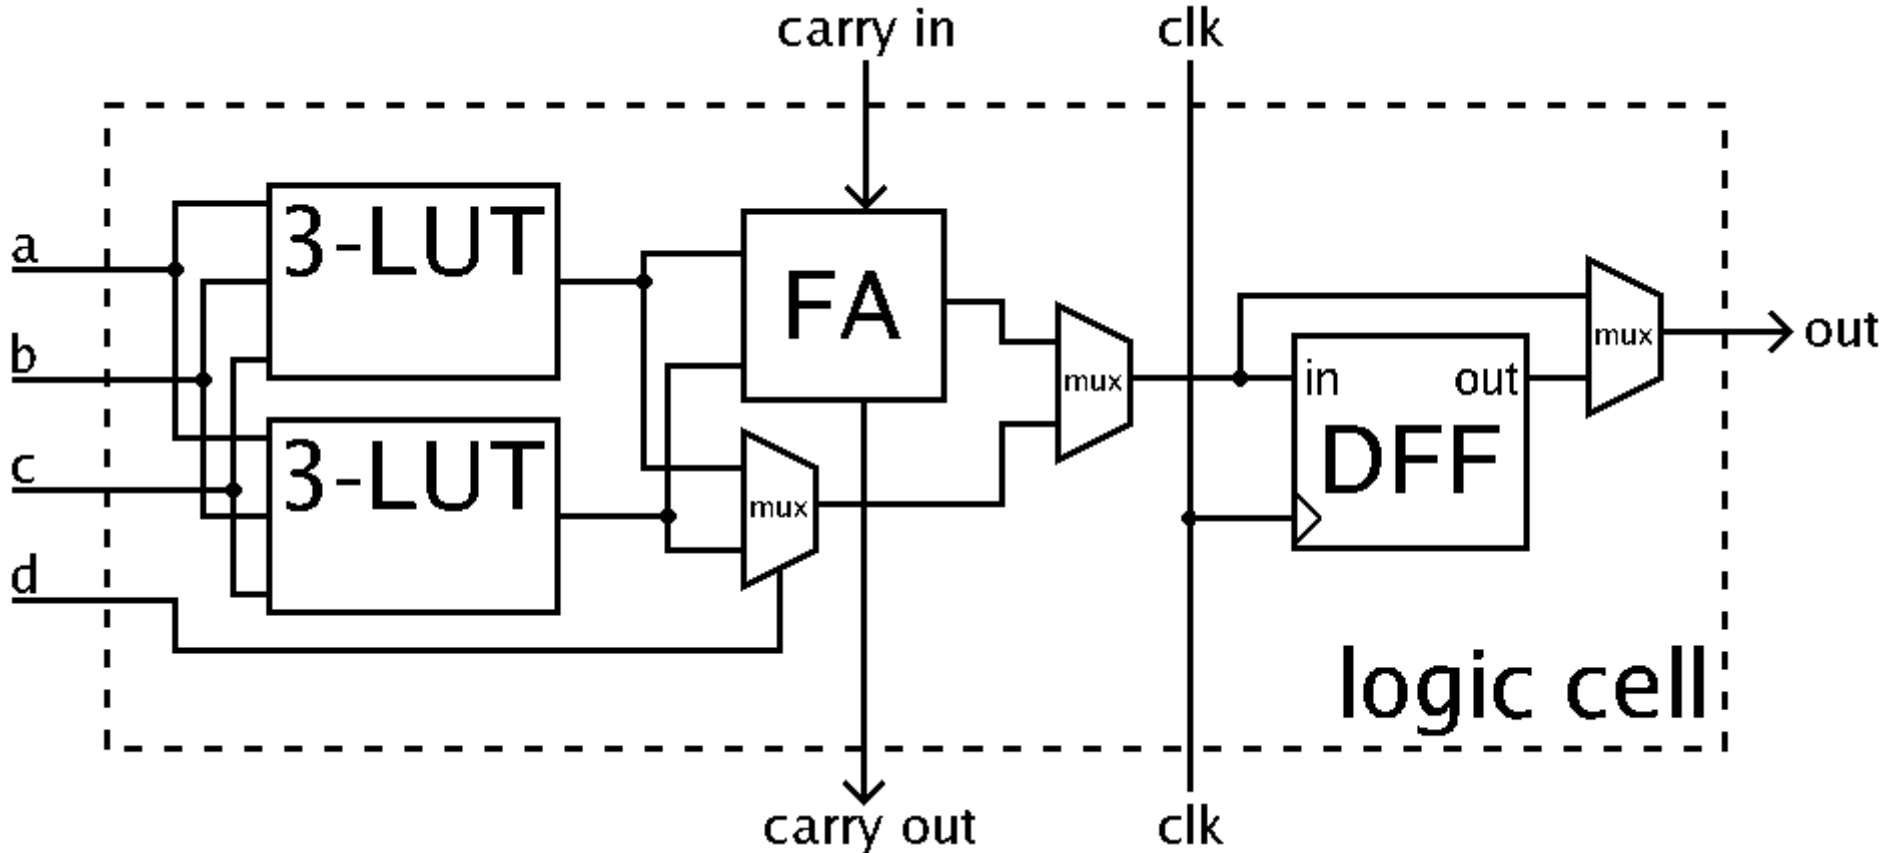 carry in
clk
a
3-LUT
FA
b
mux
mux
out
in
out
DFF
c
3-LUT
mux
d
logic cell
carry out
clk